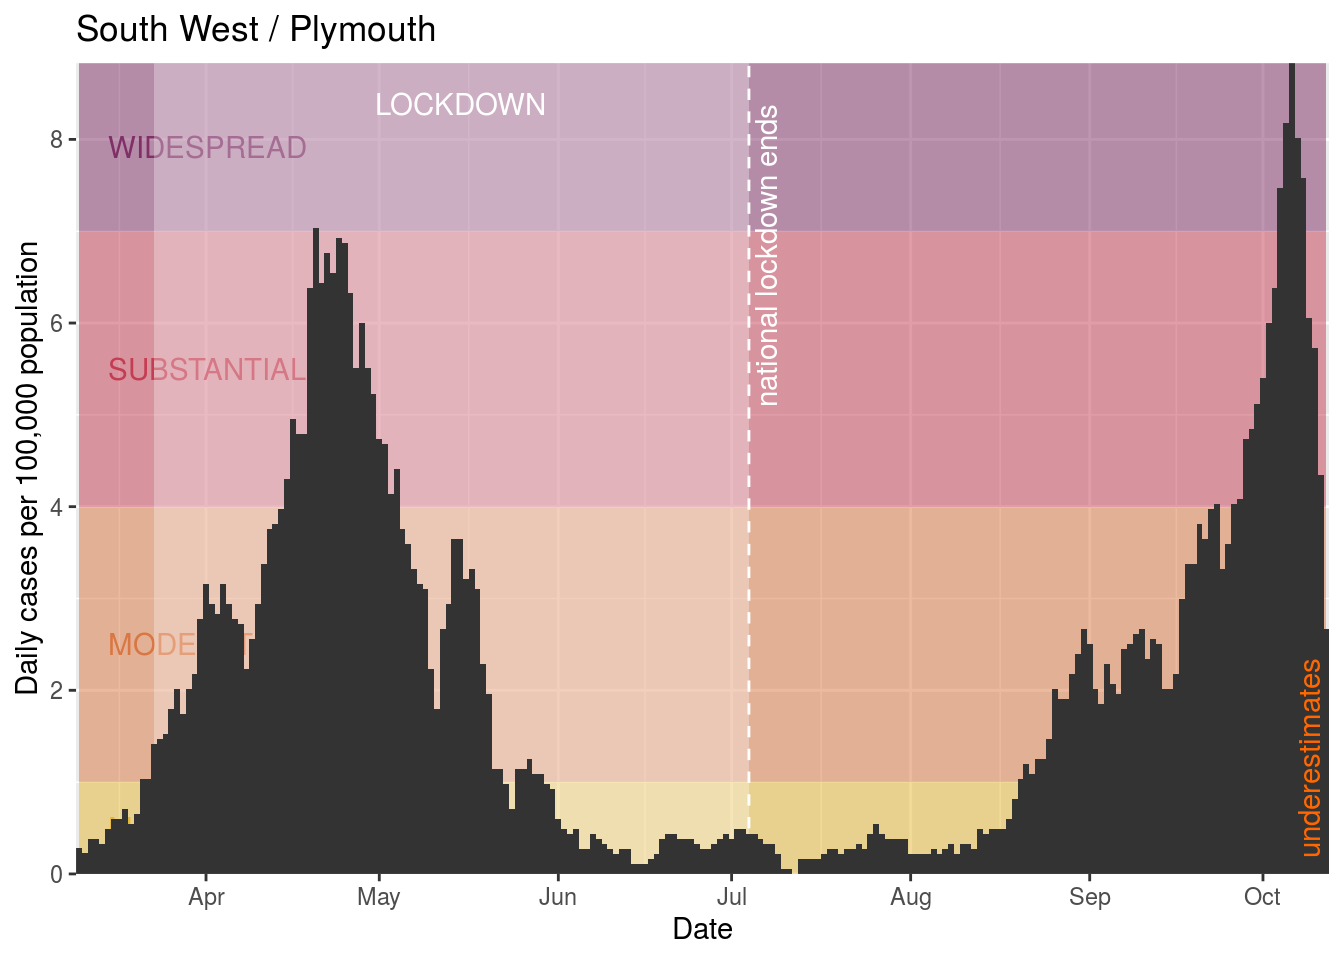 South West / Plymouth
LOCKDOWN
WIDESPREAD
national lockdown ends
SUBSTANTIAL
underestimates
8
6
4
2
0
Daily cases per 100,000 population
Apr
May
Jun
Jul
Aug
Sep
Oct
Date